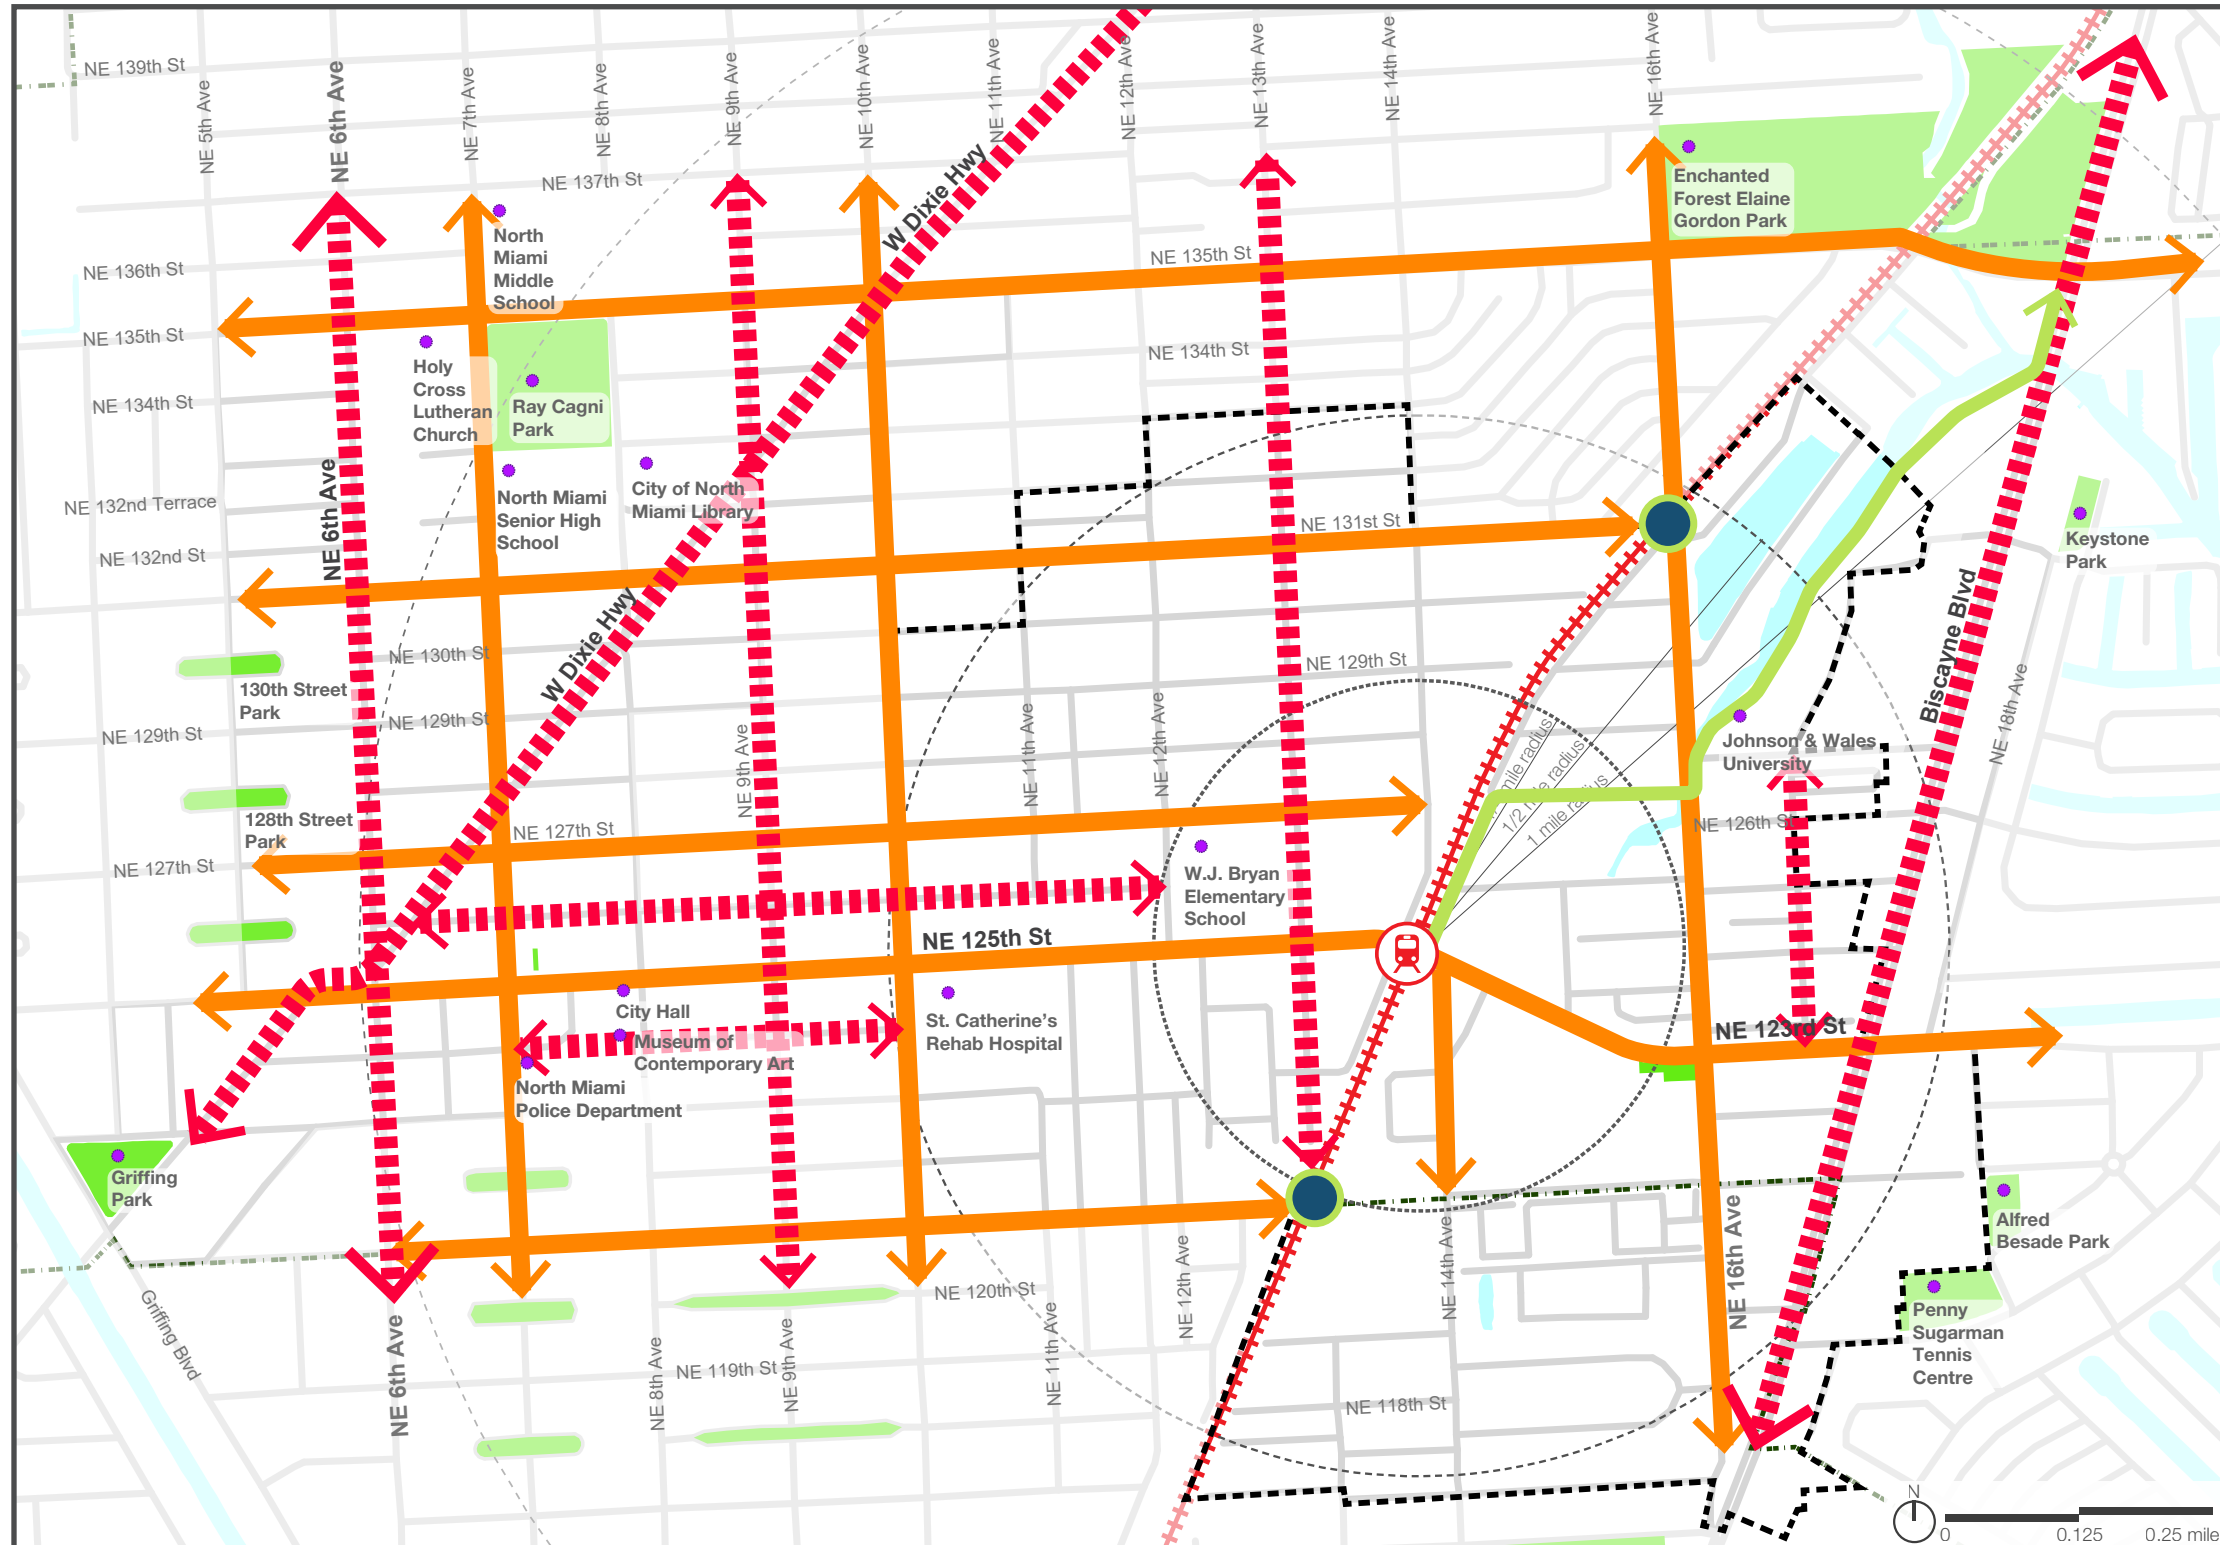 NE 139th St
NE 5th Ave
NE 6th Ave
NE 7th Ave
NE 8th Ave
NE 9th Ave
NE 10th Ave
NE 11th Ave
NE 12th Ave
NE 13th Ave
NE 14th Ave
NE 16th Ave
NE 137th St
W Dixie Hwy
Enchanted
Forest Elaine
Gordon Park
North
Miami
Middle
School
NE 136th St
NE 135th St
NE 135th St
NE 134th St
NE 134th St
Holy
Cross
Lutheran
Church
Ray Cagni
Park
NE 132nd Terrace
NE 132nd St
NE 6th Ave
North Miami
Senior High
School
City of North
Miami Library
NE 131st St
Keystone
Park
W Dixie Hwy
NE 130th St
130th Street
Park
NE 129th St
NE 129th St
NE 129th St
NE 9th Ave
NE 11th Ave
NE 12th Ave
mile radius
1/2 mile radius
1 mile radius
Biscayne Blvd
NE 18th Ave
Johnson & Wales
University
128th Street
Park
NE 127th St
NE 127th St
NE 126th St
W.J. Bryan
Elementary
School
NE 125th St
City Hall
Museum of
Contemporary Art
North Miami
Police Department
St. Catherine’s
Rehab Hospital
NE 123rd St
Griffing
Park
Griffing Blvd
NE 6th Ave
NE 8th Ave
NE 9th Ave
NE 11th Ave
NE 12th Ave
NE 14th Ave
NE 16th Ave
NE 120th St
NE 119th St
NE 118th St
Alfred
Besade Park
Penny
Sugarman
Tennis
Centre
N
0
0.125
0.25 mile